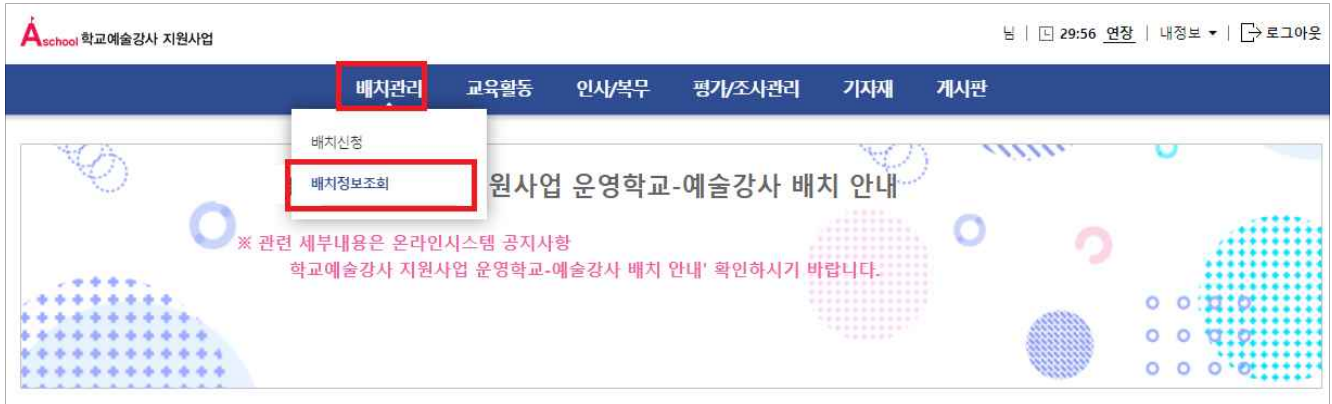 Aschool 학교예술강사 지원사업
님 | 29:56 연장 | 내정보 ▼ | 로그아웃
배치관리 교육활동 인사/복무 평가/조사관리 기자재 게시판
배치신청
배치정보조회
원사업 운영학교-예술강사 배치 안내
※ 관련 세부내용은 온라인시스템 공지사항
학교예술강사 지원사업 운영학교-예술강사 배치 안내' 확인하시기 바랍니다.